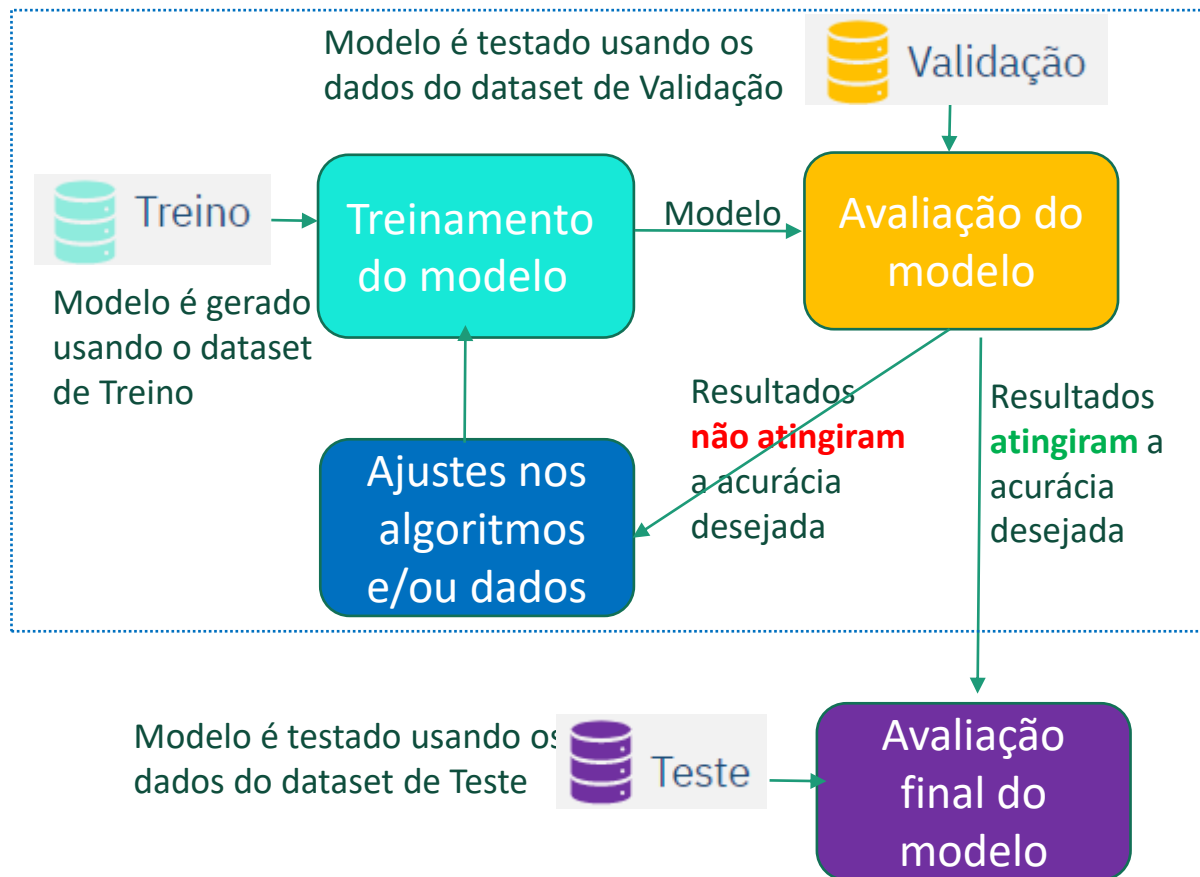 Modelo é testado usando os
dados do dataset de Validação
Validação
Treino
Modelo é gerado
usando o dataset
de Treino
Treinamento
do modelo
Modelo
Avaliação do
modelo
Ajustes nos
algoritmos
e/ou dados
Resultados
não atingiram
a acurácia
desejada
Resultados
atingiram a
acurácia
desejada
Modelo é testado usando os
dados do dataset de Teste
Teste
Avaliação
final do
modelo